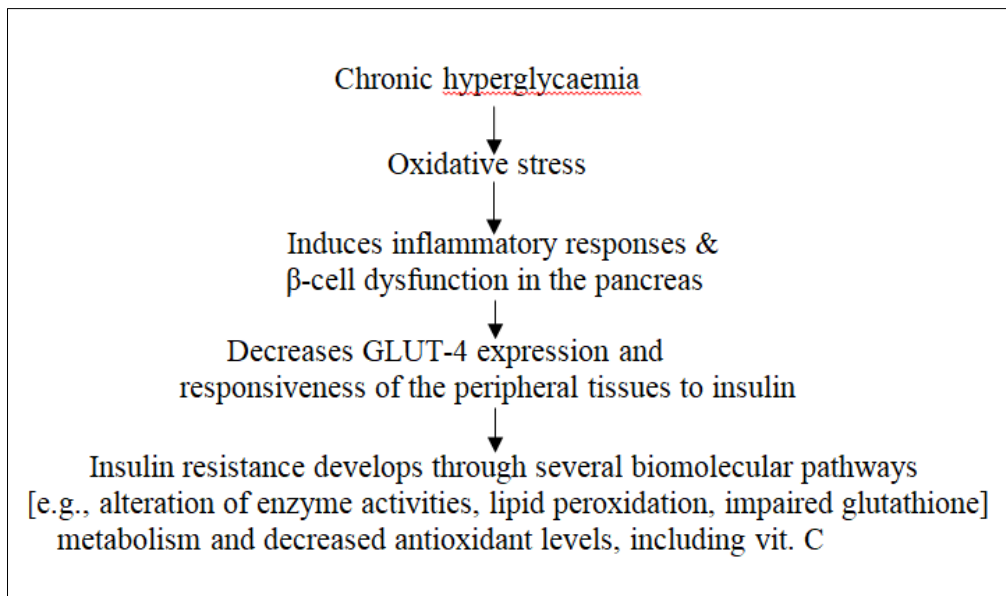 Chronic hyperglycaemia
Oxidative stress
Induces inflammatory responses &
β-cell dysfunction in the pancreas
Decreases GLUT-4 expression and
responsiveness of the peripheral tissues to insulin
Insulin resistance develops through several biomolecular pathways
[e.g., alteration of enzyme activities, lipid peroxidation, impaired glutathione]
metabolism and decreased antioxidant levels, including vit. C